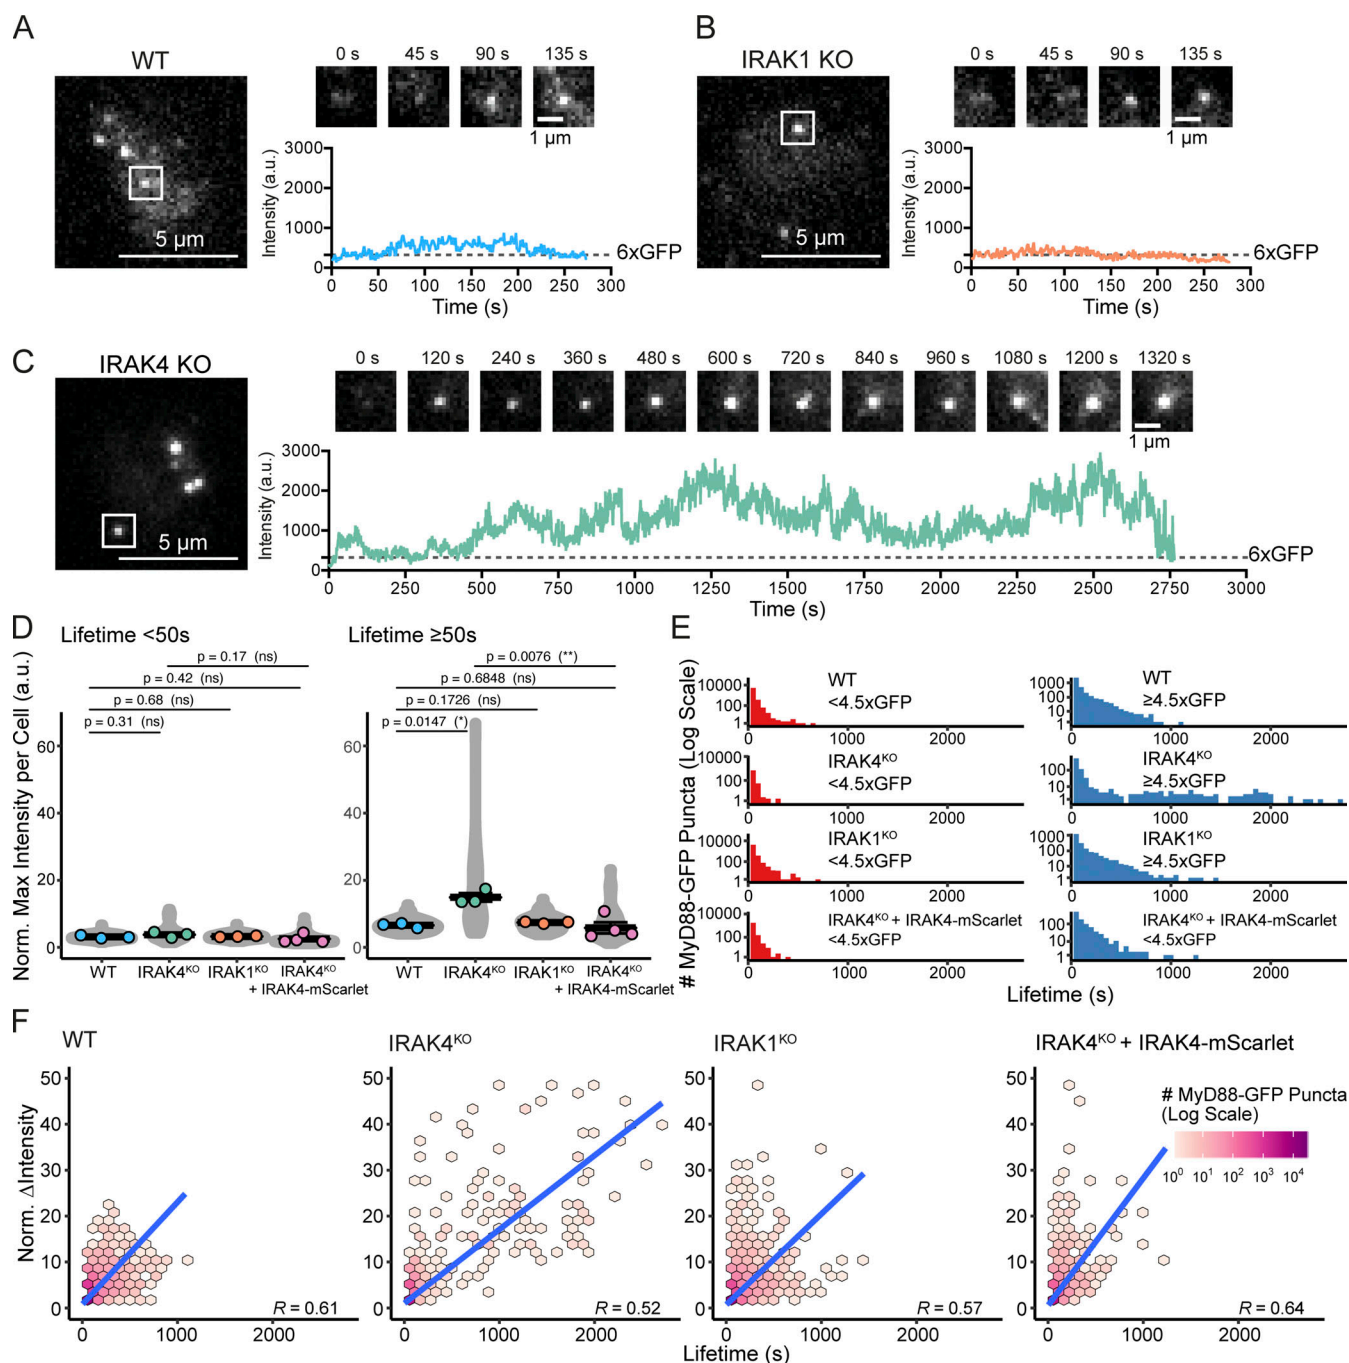 A
WT
0 s 45 s 90 s 135 s
1 µm
5 µm
Intensity (a.u.)
3000
2000
1000
0
6xGFP
0 50 100 150 200 250 300
Time (s)
B
IRAK1 KO
0 s 45 s 90 s 135 s
1 µm
5 µm
Intensity (a.u.)
3000
2000
1000
0
6xGFP
0 50 100 150 200 250 300
Time (s)
C
IRAK4 KO
0 s 120 s 240 s 360 s 480 s 600 s 720 s 840 s 960 s 1080 s 1200 s 1320 s
1 µm
5 µm
Intensity (a.u.)
3000
2000
1000
0
6xGFP
0 250 500 750 1000 1250 1500 1750 2000 2250 2500 2750 3000
Time (s)
D
Lifetime <50s
p = 0.17 (ns)
p = 0.42 (ns)
p = 0.68 (ns)
p = 0.31 (ns)
Norm. Max Intensity per Cell (a.u.)
60
40
20
0
WT IRAK4KO IRAK1KO IRAK4KO
+ IRAK4-mScarlet
Lifetime ≥50s
p = 0.0076 (**)
p = 0.6848 (ns)
p = 0.1726 (ns)
p = 0.0147 (*)
60
40
20
0
WT IRAK4KO IRAK1KO IRAK4KO
+ IRAK4-mScarlet
E
# MyD88-GFP Puncta (Log Scale)
WT
<4.5xGFP
10000
100
1
0 1000 2000
WT
≥4.5xGFP
1000
100
10
1
0 1000 2000
IRAK4KO
<4.5xGFP
10000
100
1
0 1000 2000
IRAK4KO
≥4.5xGFP
100
10
1
0 1000 2000
IRAK1KO
<4.5xGFP
10000
100
1
0 1000 2000
IRAK1KO
≥4.5xGFP
1000
100
10
1
0 1000 2000
IRAK4KO + IRAK4-mScarlet
<4.5xGFP
10000
100
1
0 1000 2000
IRAK4KO + IRAK4-mScarlet
<4.5xGFP
100
10
1
0 1000 2000
Lifetime (s)
F
WT
Norm. ΔIntensity
50
40
30
20
10
0
R = 0.61
0 1000 2000
IRAK4KO
50
40
30
20
10
0
R = 0.52
0 1000 2000
IRAK1KO
50
40
30
20
10
0
R = 0.57
0 1000 2000
IRAK4KO + IRAK4-mScarlet
50
40
30
20
10
0
# MyD88-GFP Puncta
(Log Scale)
10⁰ 10¹ 10² 10³ 10⁴
R = 0.64
0 1000 2000
Lifetime (s)